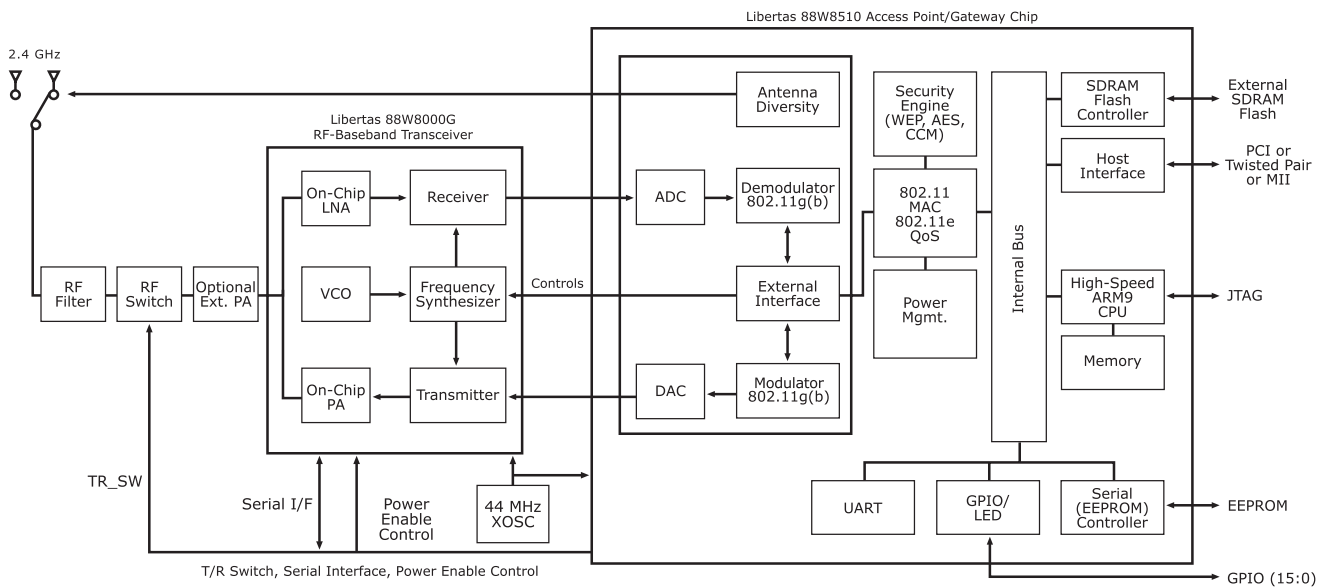 Libertas 88W8510 Access Point/Gateway Chip
2.4 GHz
Antenna
Diversity
Security
Engine
(WEP, AES,
CCM)
SDRAM
Flash
Controller
External
SDRAM
Flash
Libertas 88W8000G
RF-Baseband Transceiver
Host
Interface
PCI or
Twisted Pair
or MII
On-Chip
LNA
Receiver
ADC
Demodulator
802.11g(b)
802.11
MAC
802.11e
QoS
Internal Bus
RF
Filter
RF
Switch
Optional
Ext. PA
VCO
Frequency
Synthesizer
Controls
External
Interface
Power
Mgmt.
High-Speed
ARM9
CPU
JTAG
Memory
On-Chip
PA
Transmitter
DAC
Modulator
802.11g(b)
TR_SW
Serial I/F
Power
Enable
Control
44 MHz
XOSC
UART
GPIO/
LED
Serial
(EEPROM)
Controller
EEPROM
T/R Switch, Serial Interface, Power Enable Control
GPIO (15:0)